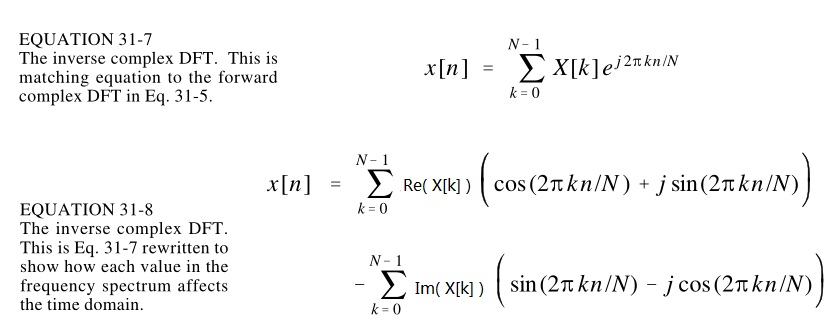 EQUATION 31-7
The inverse complex DFT. This is
matching equation to the forward
complex DFT in Eq. 31-5.
x[n] = ∑_{k=0}^{N-1} X[k] e^{j2πkn/N}
EQUATION 31-8
The inverse complex DFT.
This is Eq. 31-7 rewritten to
show how each value in the
frequency spectrum affects
the time domain.
x[n] = ∑_{k=0}^{N-1} Re( X[k] ) ( cos(2πkn/N) + j sin(2πkn/N) )
− ∑_{k=0}^{N-1} Im( X[k] ) ( sin(2πkn/N) − j cos(2πkn/N) )